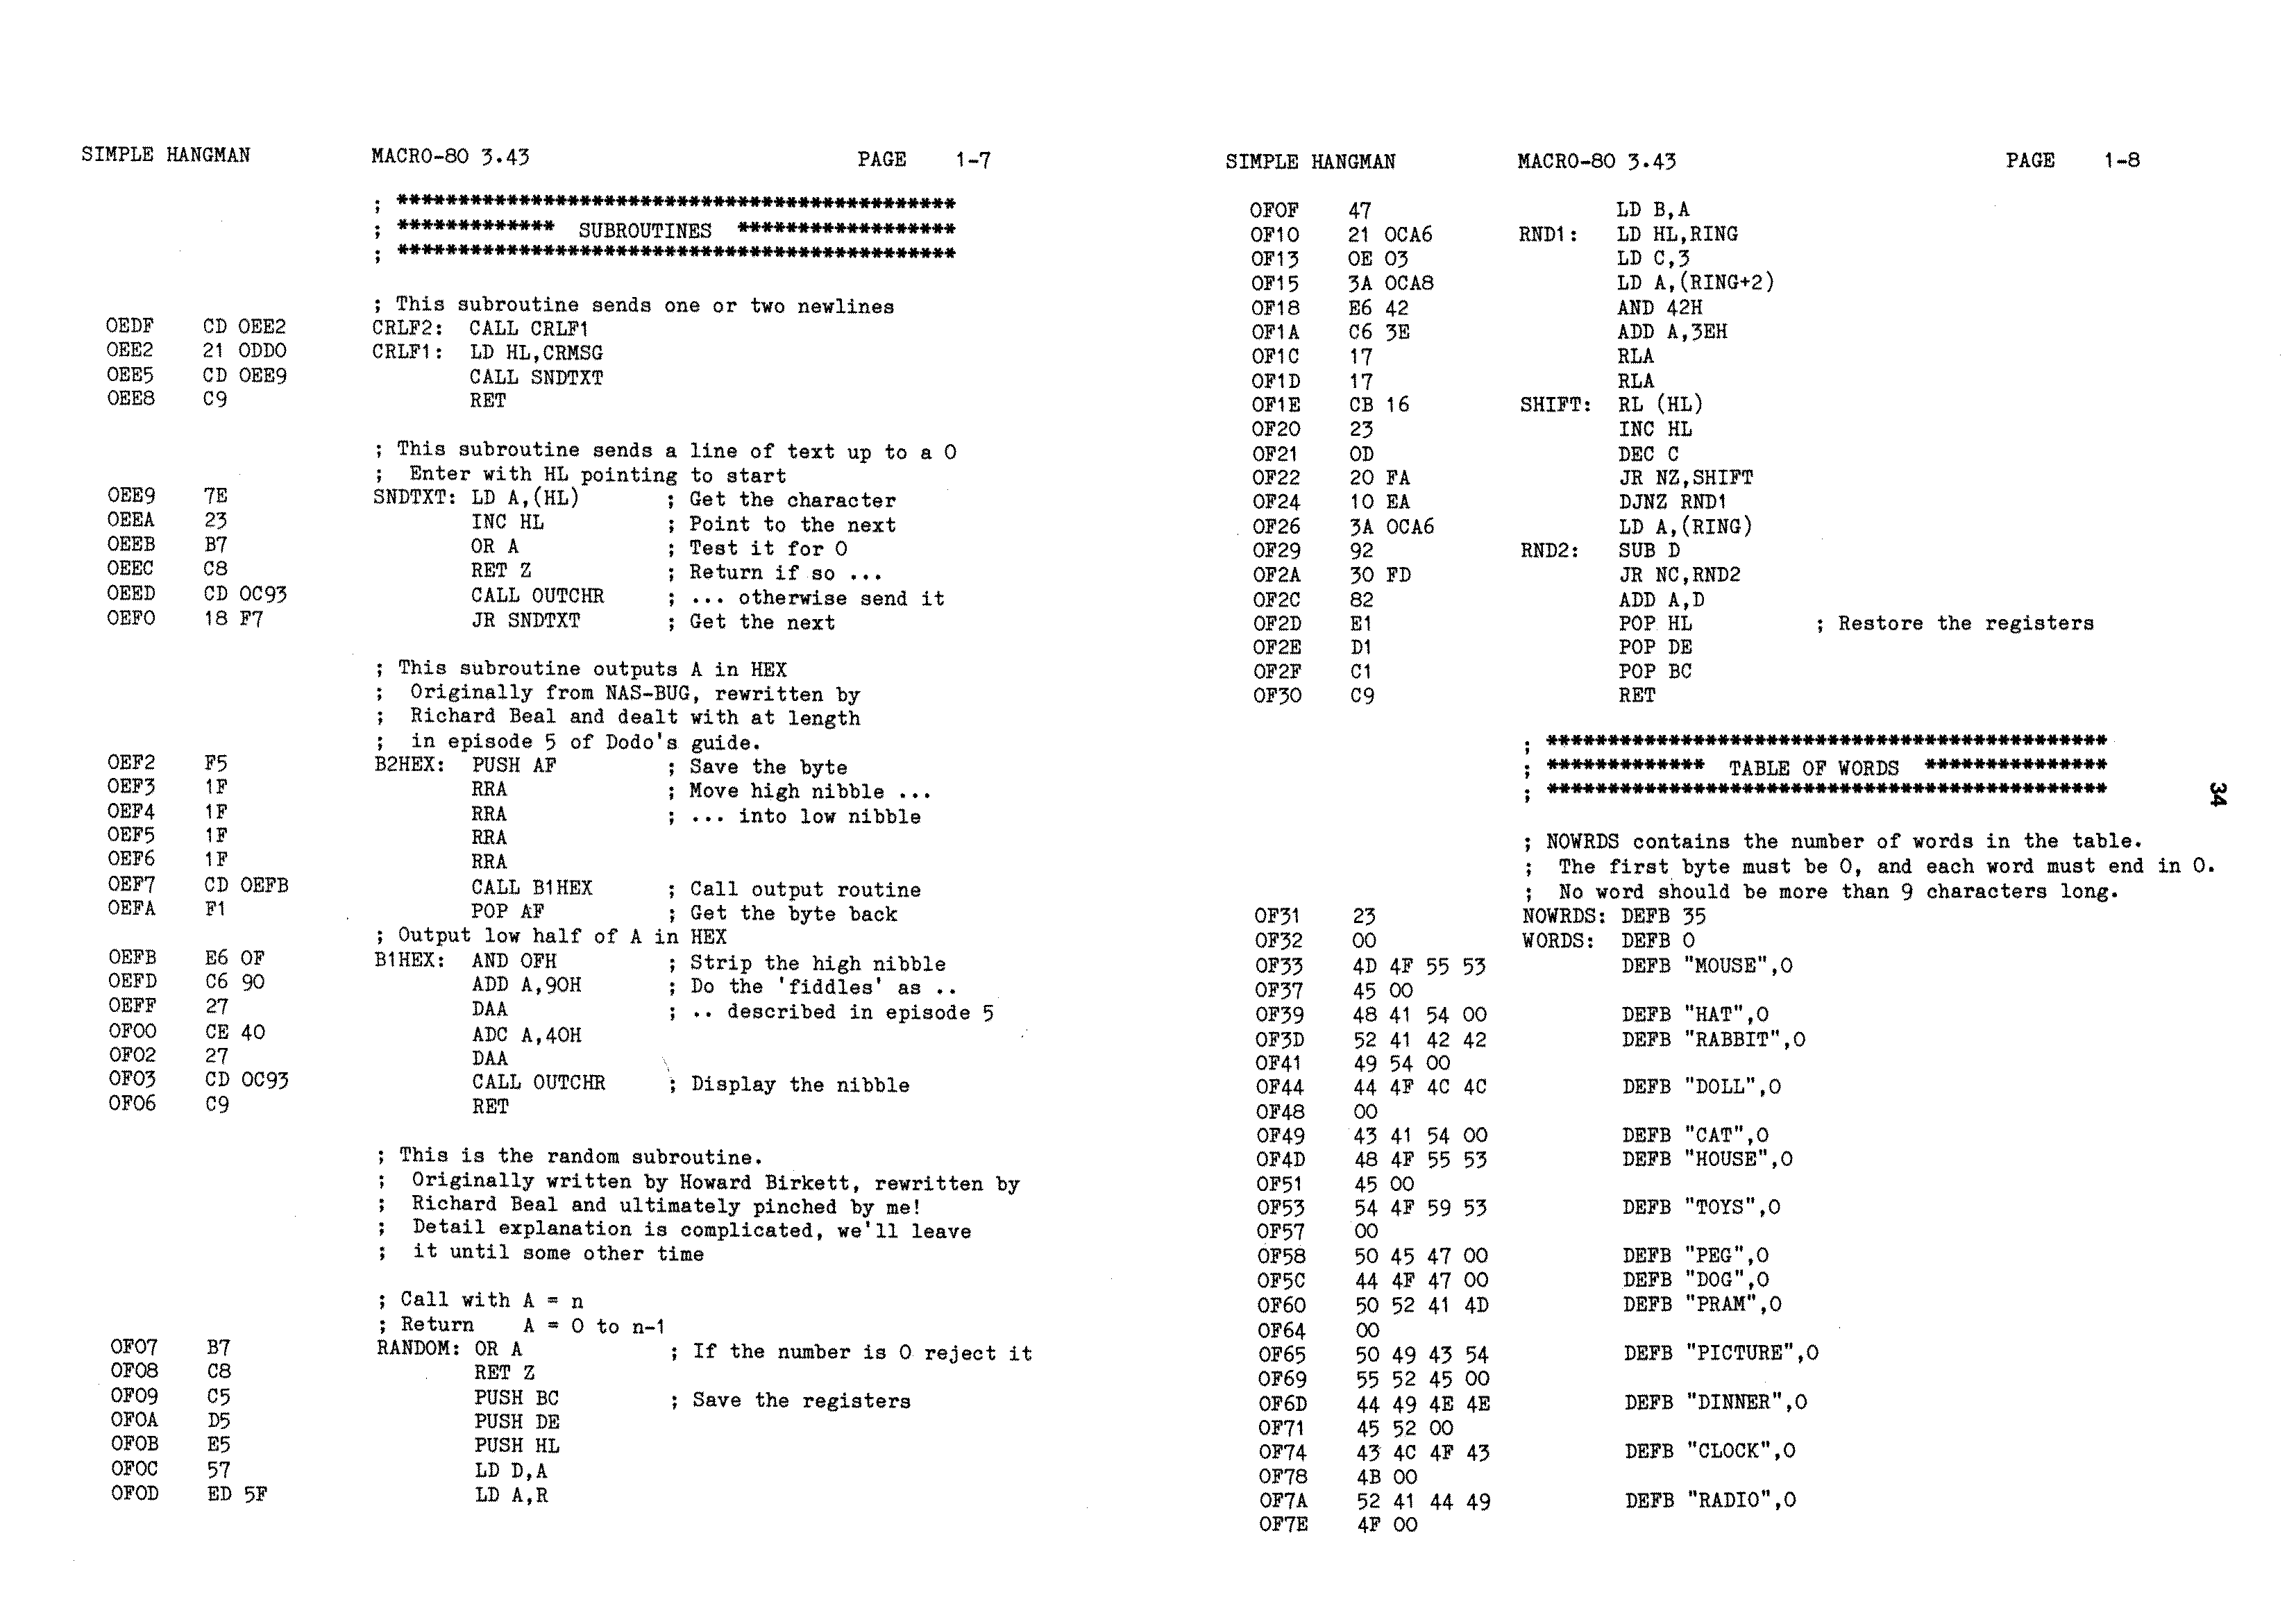 SIMPLE HANGMAN MACRO-80 3.43 PAGE 1-7
; **********************************************
; ************* SUBROUTINES ******************
; **********************************************
; This subroutine sends one or two newlines
0EDF CD 0EE2 CRLF2: CALL CRLF1
0EE2 21 0DD0 CRLF1: LD HL,CRMSG
0EE5 CD 0EE9 CALL SNDTXT
0EE8 C9 RET
; This subroutine sends a line of text up to a 0
; Enter with HL pointing to start
0EE9 7E SNDTXT: LD A,(HL) ; Get the character
0EEA 23 INC HL ; Point to the next
0EEB B7 OR A ; Test it for 0
0EEC C8 RET Z ; Return if so ...
0EED CD 0C93 CALL OUTCHR ; ... otherwise send it
0EF0 18 F7 JR SNDTXT ; Get the next
; This subroutine outputs A in HEX
; Originally from NAS-BUG, rewritten by
; Richard Beal and dealt with at length
; in episode 5 of Dodo's guide.
0EF2 F5 B2HEX: PUSH AF ; Save the byte
0EF3 1F RRA ; Move high nibble ...
0EF4 1F RRA ; ... into low nibble
0EF5 1F RRA
0EF6 1F RRA
0EF7 CD 0EFB CALL B1HEX ; Call output routine
0EFA F1 POP AF ; Get the byte back
; Output low half of A in HEX
0EFB E6 0F B1HEX: AND 0FH ; Strip the high nibble
0EFD C6 90 ADD A,90H ; Do the 'fiddles' as ..
0EFF 27 DAA ; .. described in episode 5
0F00 CE 40 ADC A,40H
0F02 27 DAA
0F03 CD 0C93 CALL OUTCHR ; Display the nibble
0F06 C9 RET
; This is the random subroutine.
; Originally written by Howard Birkett, rewritten by
; Richard Beal and ultimately pinched by me!
; Detail explanation is complicated, we'll leave
; it until some other time
; Call with A = n
; Return A = 0 to n-1
0F07 B7 RANDOM: OR A ; If the number is 0 reject it
0F08 C8 RET Z
0F09 C5 PUSH BC ; Save the registers
0F0A D5 PUSH DE
0F0B E5 PUSH HL
0F0C 57 LD D,A
0F0D ED 5F LD A,R
SIMPLE HANGMAN MACRO-80 3.43 PAGE 1-8
0F0F 47 LD B,A
0F10 21 0CA6 RND1: LD HL,RING
0F13 0E 03 LD C,3
0F15 3A 0CA8 LD A,(RING+2)
0F18 E6 42 AND 42H
0F1A C6 3E ADD A,3EH
0F1C 17 RLA
0F1D 17 RLA
0F1E CB 16 SHIFT: RL (HL)
0F20 23 INC HL
0F21 0D DEC C
0F22 20 FA JR NZ,SHIFT
0F24 10 EA DJNZ RND1
0F26 3A 0CA6 LD A,(RING)
0F29 92 RND2: SUB D
0F2A 30 FD JR NC,RND2
0F2C 82 ADD A,D
0F2D E1 POP HL ; Restore the registers
0F2E D1 POP DE
0F2F C1 POP BC
0F30 C9 RET
; **********************************************
; ************* TABLE OF WORDS ***************
; **********************************************
; NOWRDS contains the number of words in the table.
; The first byte must be 0, and each word must end in 0.
; No word should be more than 9 characters long.
0F31 23 NOWRDS: DEFB 35
0F32 00 WORDS: DEFB 0
0F33 4D 4F 55 53 DEFB "MOUSE",0
0F37 45 00
0F39 48 41 54 00 DEFB "HAT",0
0F3D 52 41 42 42 DEFB "RABBIT",0
0F41 49 54 00
0F44 44 4F 4C 4C DEFB "DOLL",0
0F48 00
0F49 43 41 54 00 DEFB "CAT",0
0F4D 48 4F 55 53 DEFB "HOUSE",0
0F51 45 00
0F53 54 4F 59 53 DEFB "TOYS",0
0F57 00
0F58 50 45 47 00 DEFB "PEG",0
0F5C 44 4F 47 00 DEFB "DOG",0
0F60 50 52 41 4D DEFB "PRAM",0
0F64 00
0F65 50 49 43 54 DEFB "PICTURE",0
0F69 55 52 45 00
0F6D 44 49 4E 4E DEFB "DINNER",0
0F71 45 52 00
0F74 43 4C 4F 43 DEFB "CLOCK",0
0F78 4B 00
0F7A 52 41 44 49 DEFB "RADIO",0
0F7E 4F 00
34